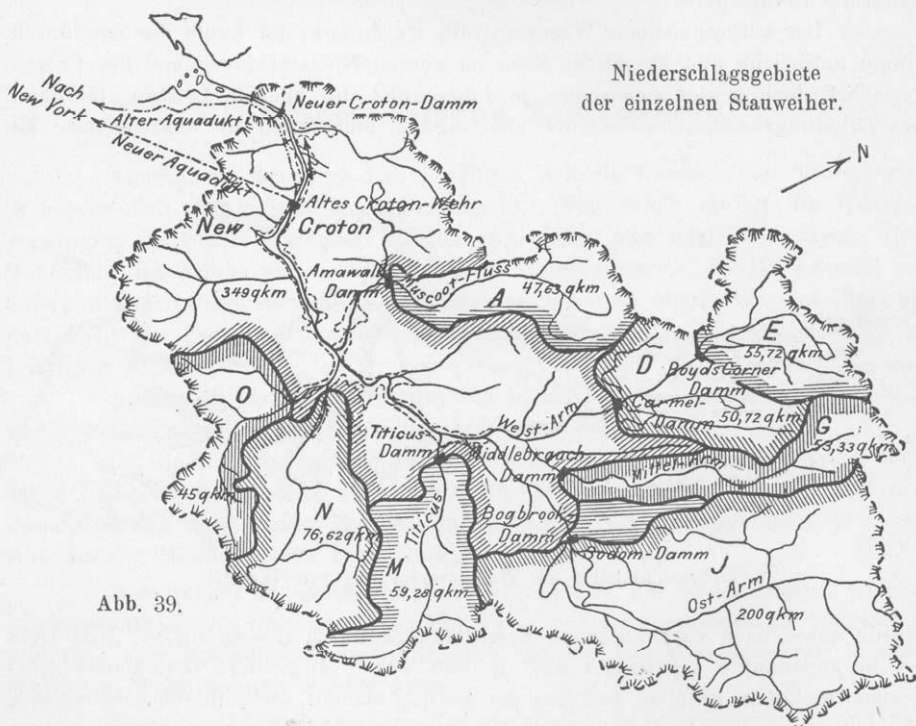 Niederschlagsgebiete
der einzelnen Stauweiher.
Nach
New York
Neuer Croton-Damm
Alter Aquadukt
Neuer Aquadukt
N
Altes Croton-Wehr
New Croton
Amawalk
Damm
Muscoot-Fluss
A
47,63 qkm
349 qkm
E
55,72 qkm
D
Boyds Corner
Damm
O
Carmel-
Damm
50,72 qkm
G
53,33 qkm
West-Arm
Titicus-
Damm
Middlebranch
Damm
Mittel-Arm
45 qkm
N
76,62 qkm
Titicus
Bogbrook
Damm
Sodom-Damm
J
M
59,28 qkm
Ost-Arm
200 qkm
Abb. 39.